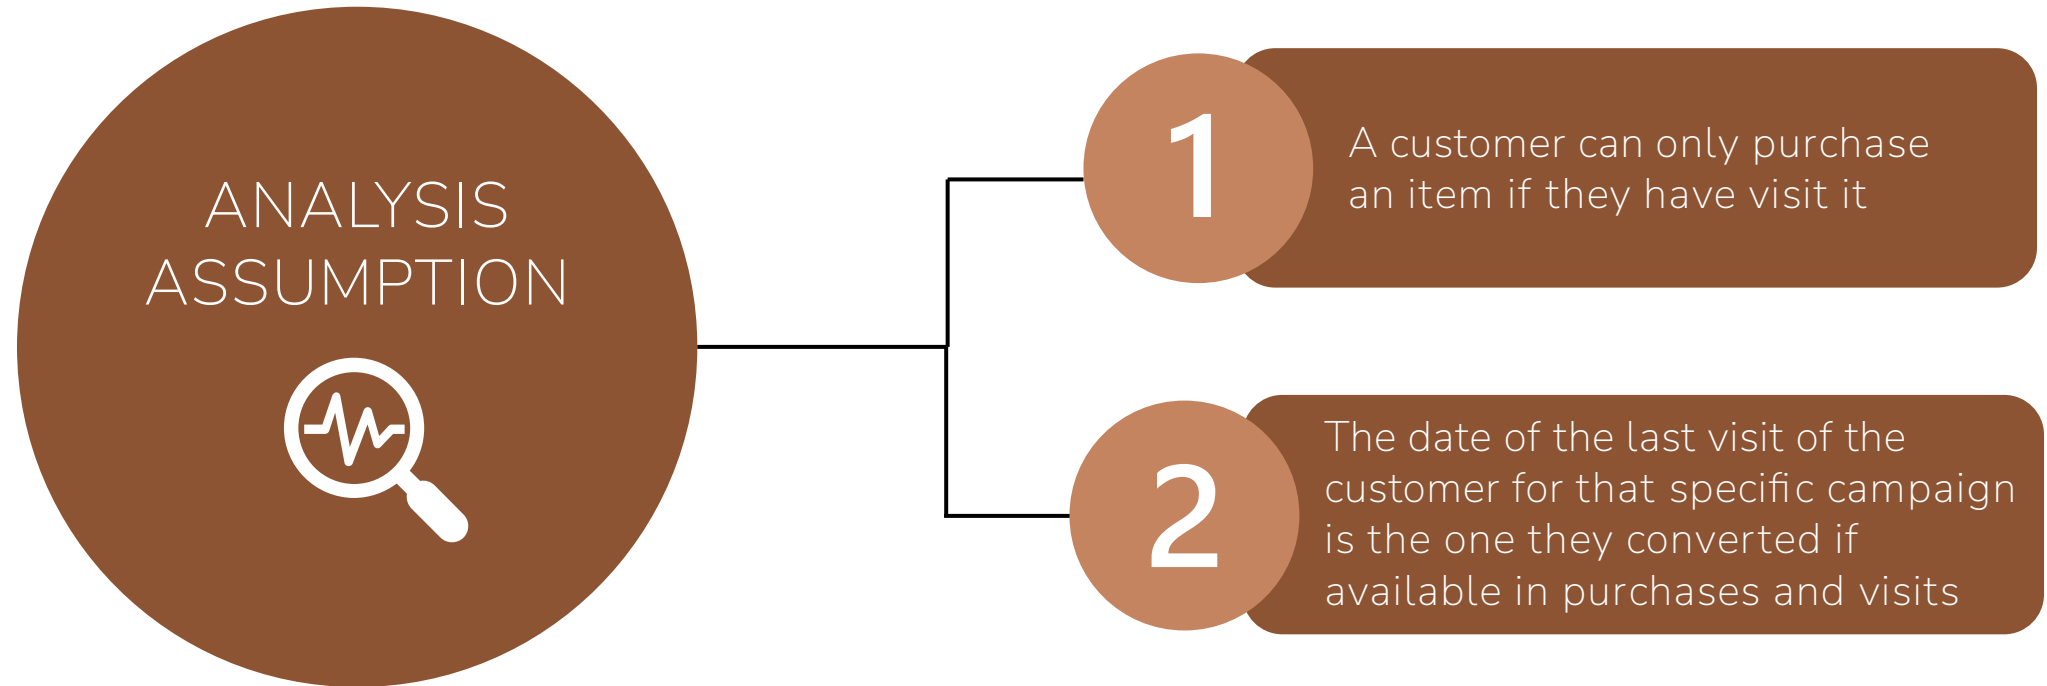 ANALYSIS
ASSUMPTION
1
A customer can only purchase
an item if they have visit it
2
The date of the last visit of the
customer for that specific campaign
is the one they converted if
available in purchases and visits